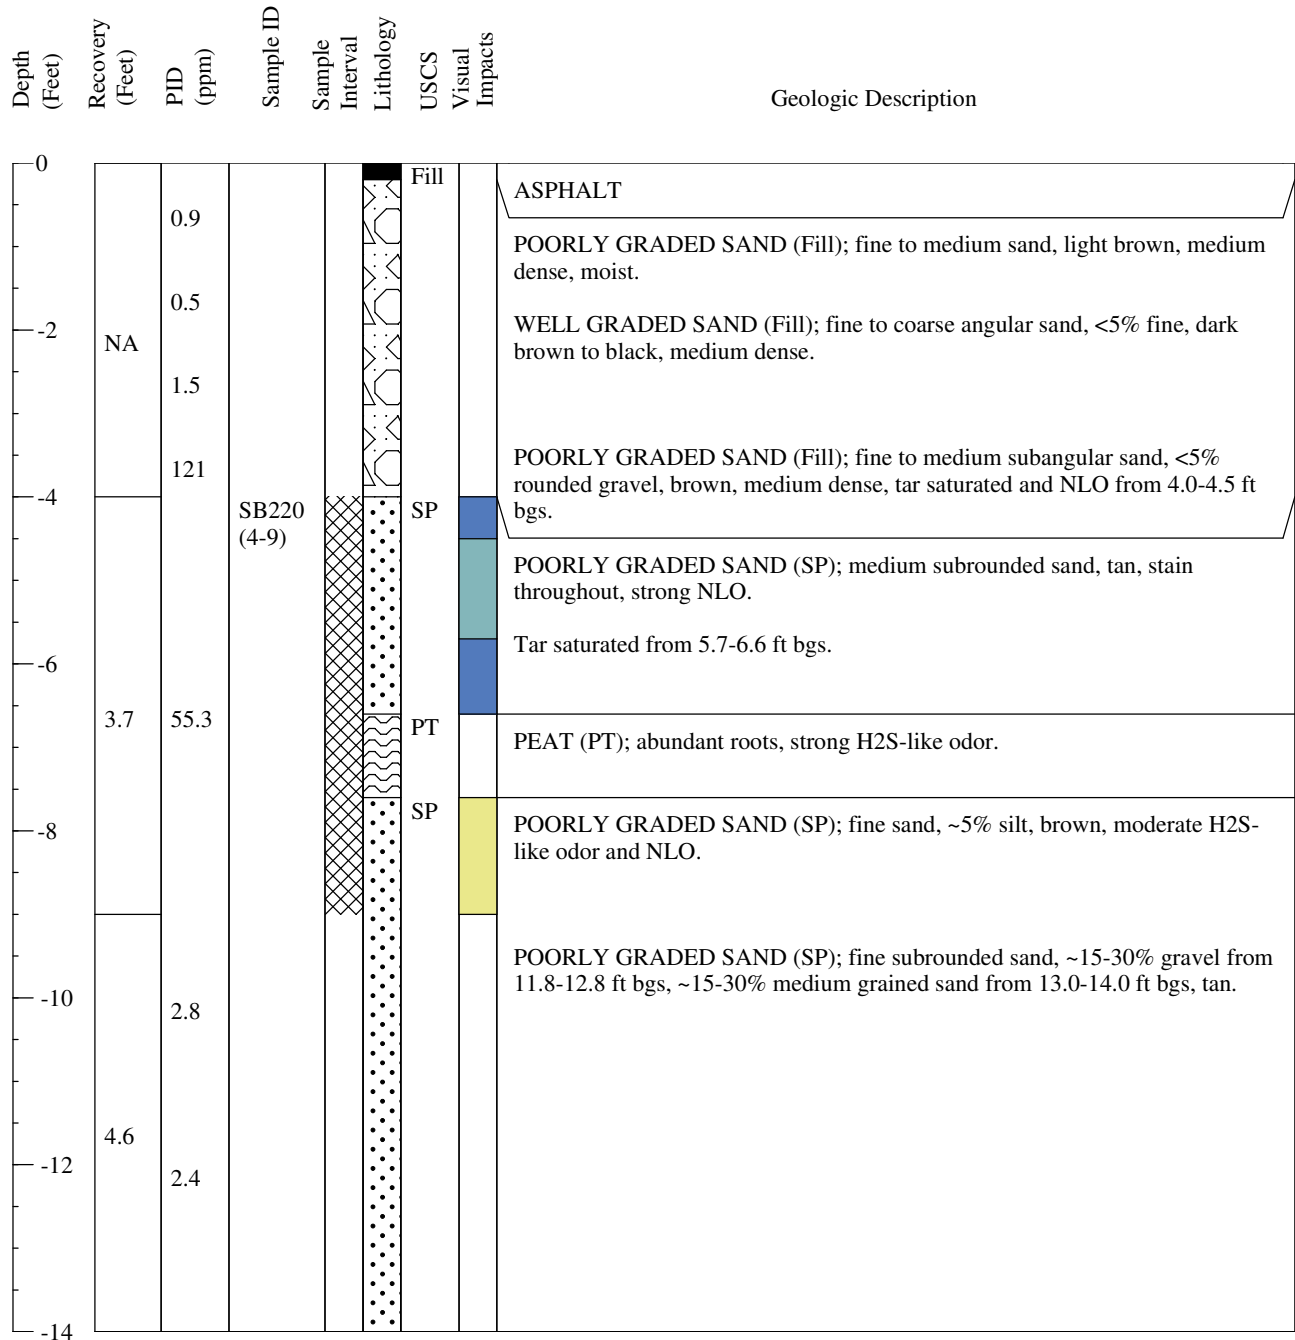 Depth
(Feet)
Recovery
(Feet)
PID
(ppm)
Sample ID
Sample
Interval
Lithology
USCS
Visual
Impacts
Geologic Description
0
Fill
ASPHALT
0.9
POORLY GRADED SAND (Fill); fine to medium sand, light brown, medium
dense, moist.
0.5
-2
NA
WELL GRADED SAND (Fill); fine to coarse angular sand, <5% fine, dark
brown to black, medium dense.
1.5
121
POORLY GRADED SAND (Fill); fine to medium subangular sand, <5%
rounded gravel, brown, medium dense, tar saturated and NLO from 4.0-4.5 ft
bgs.
-4
SB220
(4-9)
SP
POORLY GRADED SAND (SP); medium subrounded sand, tan, stain
throughout, strong NLO.
Tar saturated from 5.7-6.6 ft bgs.
-6
3.7
55.3
PT
PEAT (PT); abundant roots, strong H2S-like odor.
SP
-8
POORLY GRADED SAND (SP); fine sand, ~5% silt, brown, moderate H2S-
like odor and NLO.
POORLY GRADED SAND (SP); fine subrounded sand, ~15-30% gravel from
11.8-12.8 ft bgs, ~15-30% medium grained sand from 13.0-14.0 ft bgs, tan.
-10
2.8
4.6
-12
2.4
-14